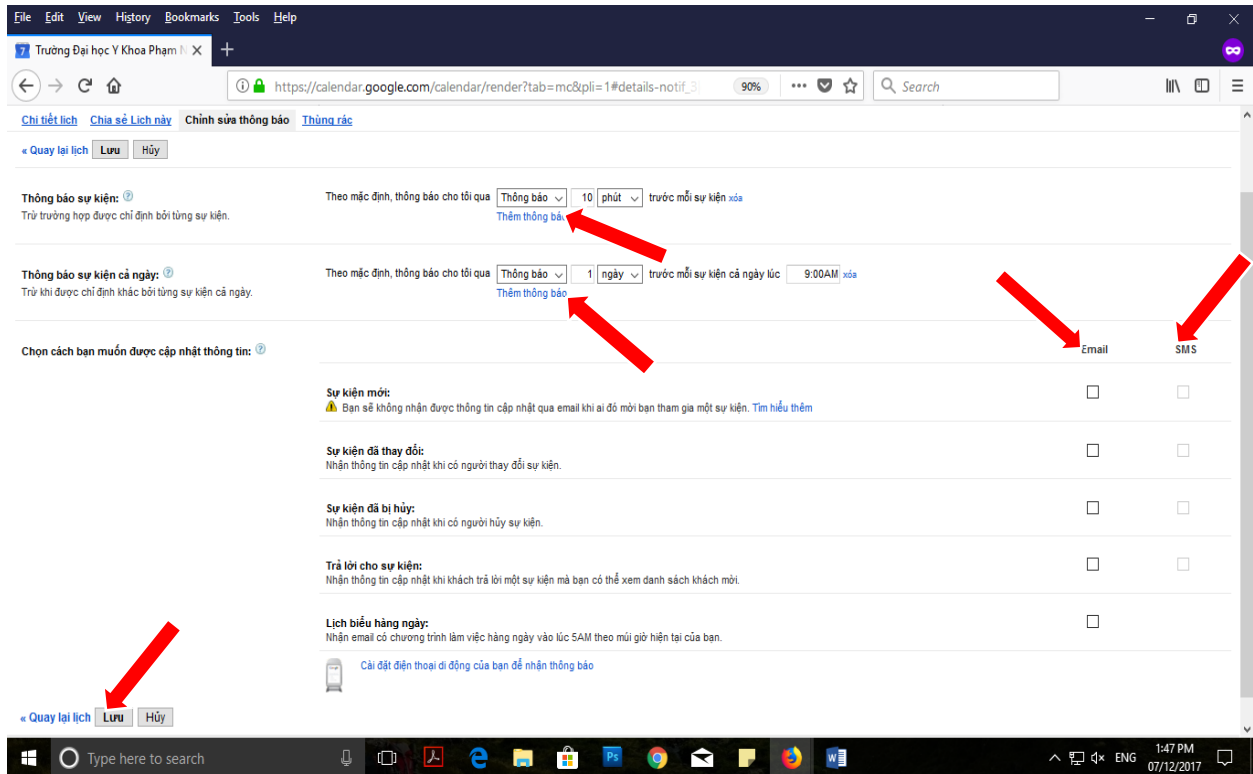 File Edit View History Bookmarks Tools Help
Trường Đại học Y Khoa Phạm N
https://calendar.google.com/calendar/render?tab=mc&pli=1#details-notif_3 90% Search
Chi tiết lịch Chia sẻ Lịch này Chỉnh sửa thông báo Thùng rác
« Quay lại lịch Lưu Hủy
Thông báo sự kiện: Theo mặc định, thông báo cho tôi qua Thông báo 10 phút trước mỗi sự kiện xóa
Trừ trường hợp được chỉ định bởi từng sự kiện. Thêm thông báo
Thông báo sự kiện cả ngày: Theo mặc định, thông báo cho tôi qua Thông báo 1 ngày trước mỗi sự kiện cả ngày lúc 9:00AM xóa
Trừ khi được chỉ định khác bởi từng sự kiện cả ngày. Thêm thông báo
Chọn cách bạn muốn được cập nhật thông tin: Email SMS
Sự kiện mới:
Bạn sẽ không nhận được thông tin cập nhật qua email khi ai đó mời bạn tham gia một sự kiện. Tìm hiểu thêm
Sự kiện đã thay đổi:
Nhận thông tin cập nhật khi có người thay đổi sự kiện.
Sự kiện đã bị hủy:
Nhận thông tin cập nhật khi có người hủy sự kiện.
Trả lời cho sự kiện:
Nhận thông tin cập nhật khi khách trả lời một sự kiện mà bạn có thể xem danh sách khách mời.
Lịch biểu hàng ngày:
Nhận email có chương trình làm việc hàng ngày vào lúc 5AM theo múi giờ hiện tại của bạn.
Cài đặt điện thoại di động của bạn để nhận thông báo
« Quay lại lịch Lưu Hủy
Type here to search Ps ENG 1:47 PM
07/12/2017